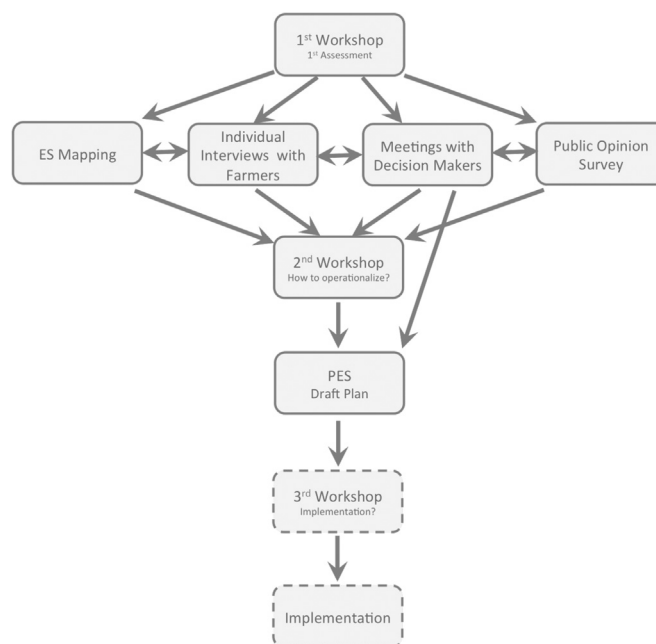 1st Workshop
1st Assessment
ES Mapping
Individual
Interviews with
Farmers
Meetings with
Decision Makers
Public Opinion
Survey
2nd Workshop
How to operationalize?
PES
Draft Plan
3rd Workshop
Implementation?
Implementation